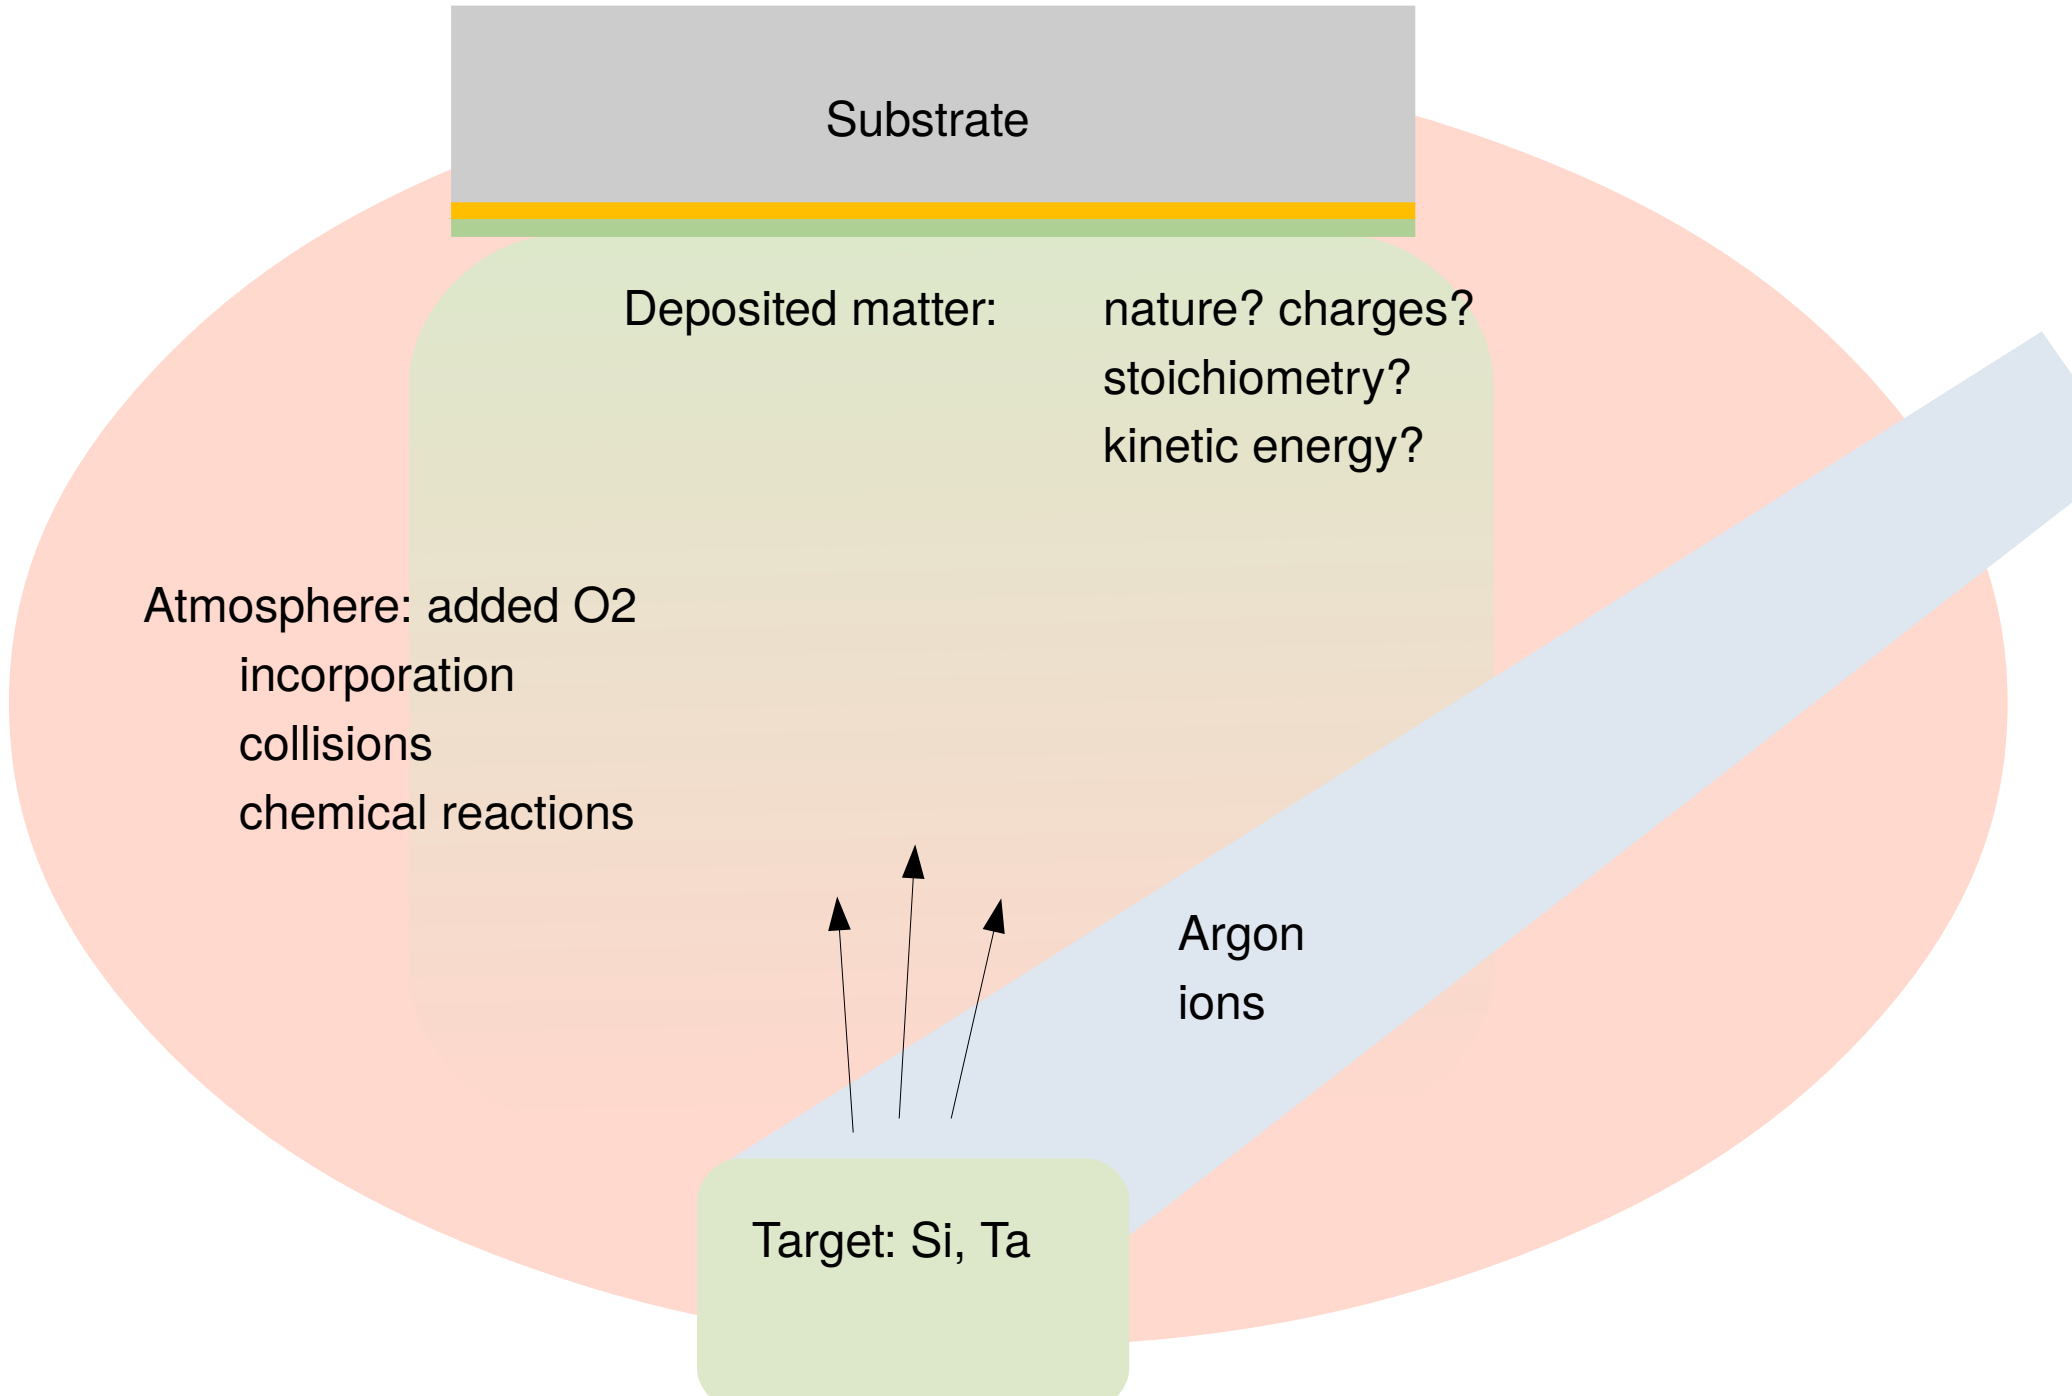 Substrate
Deposited matter: nature? charges?
stoichiometry?
kinetic energy?
Atmosphere: added O2
incorporation
collisions
chemical reactions
Argon
ions
Target: Si, Ta